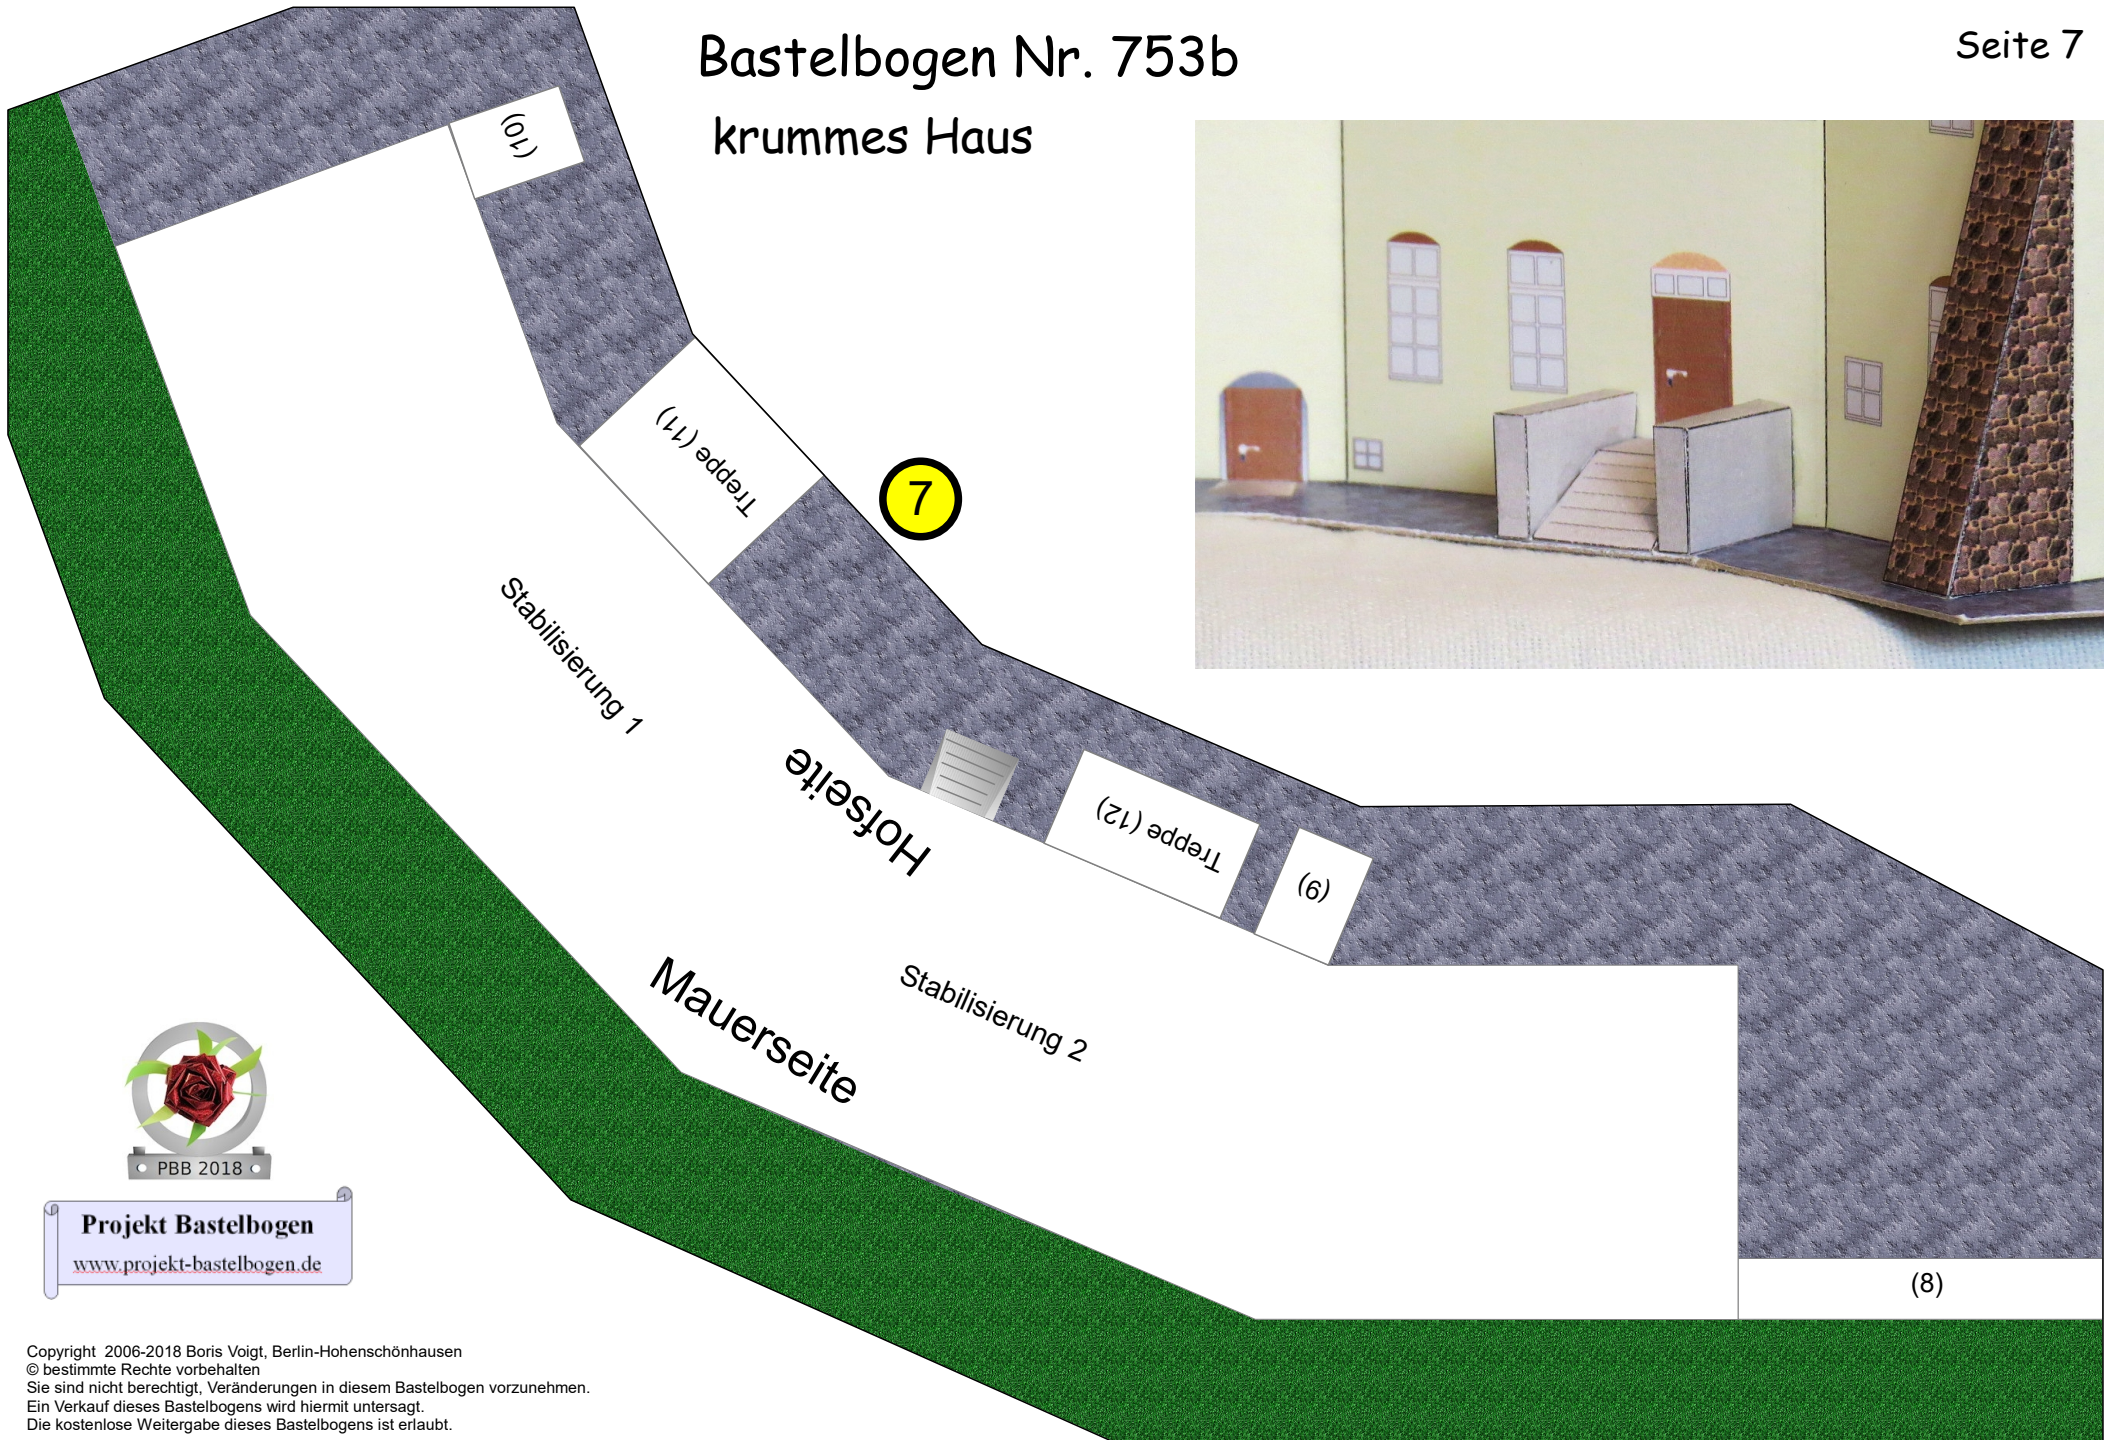 Bastelbogen Nr. 753b
Seite 7
krummes Haus
(10)
Treppe (11)
7
Stabilisierung 1
Hofseite
Treppe (12)
(9)
Mauerseite
Stabilisierung 2
(8)
PBB 2018
Projekt Bastelbogen
www.projekt-bastelbogen.de
Copyright  2006-2018 Boris Voigt, Berlin-Hohenschönhausen
© bestimmte Rechte vorbehalten
Sie sind nicht berechtigt, Veränderungen in diesem Bastelbogen vorzunehmen.
Ein Verkauf dieses Bastelbogens wird hiermit untersagt.
Die kostenlose Weitergabe dieses Bastelbogens ist erlaubt.